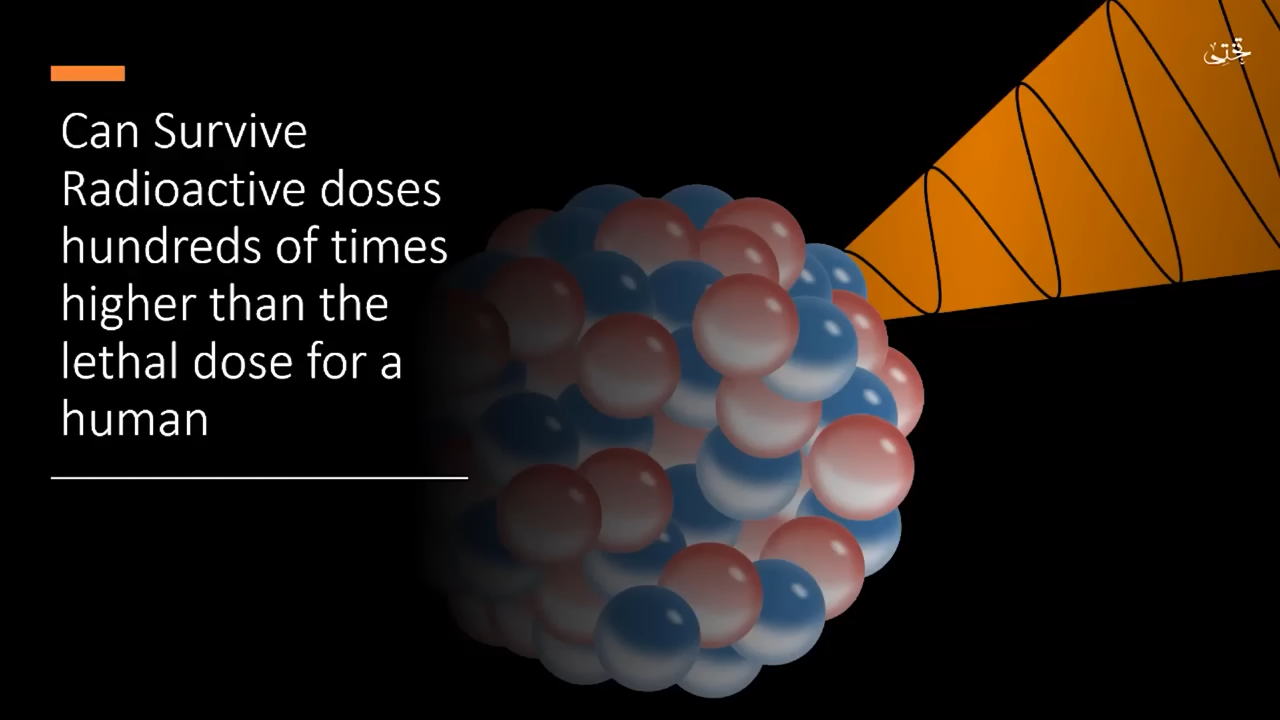 Can Survive
Radioactive doses
hundreds of times
higher than the
lethal dose for a
human